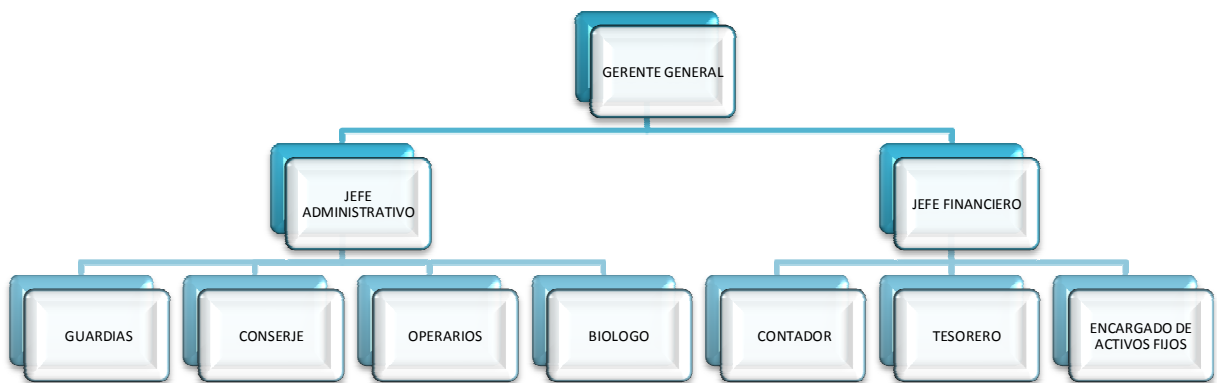 GERENTE GENERAL
JEFE
ADMINISTRATIVO
JEFE FINANCIERO
GUARDIAS
CONSERJE
OPERARIOS
BIOLOGO
CONTADOR
TESORERO
ENCARGADO DE
ACTIVOS FIJOS